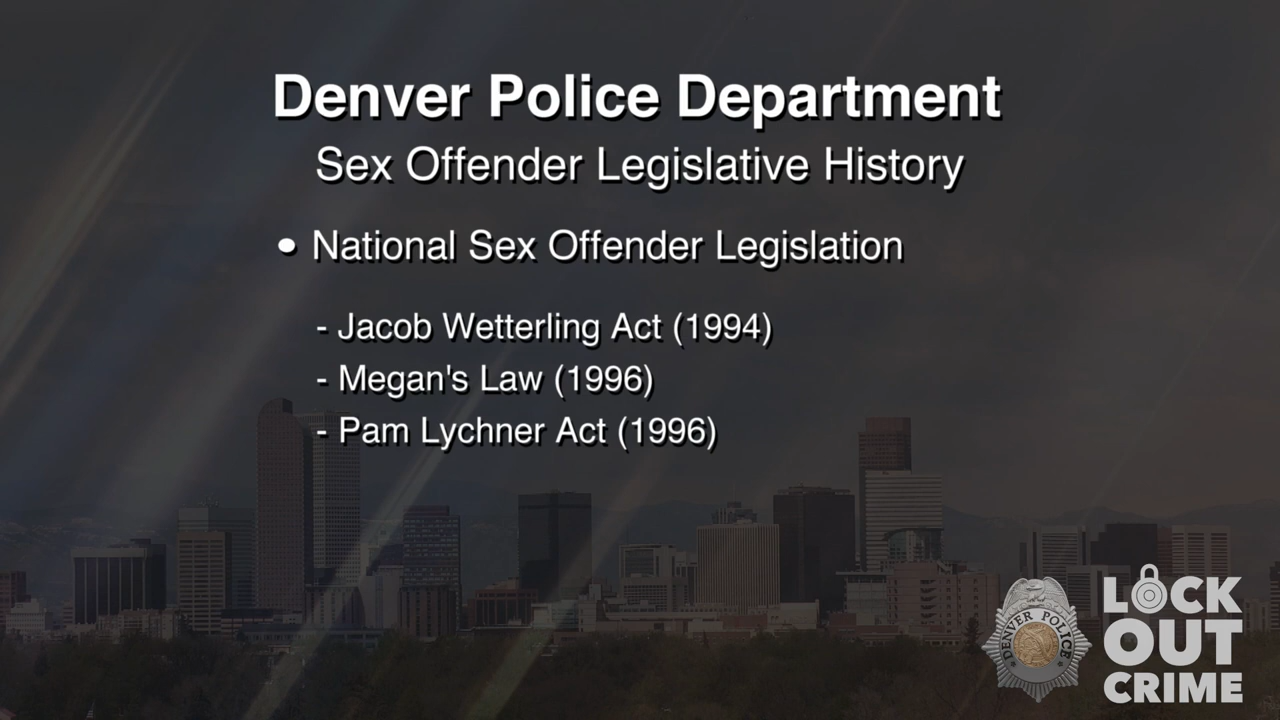 Denver Police Department
Sex Offender Legislative History
• National Sex Offender Legislation
- Jacob Wetterling Act (1994)
- Megan's Law (1996)
- Pam Lychner Act (1996)
DENVER POLICE
LOCK
OUT
CRIME